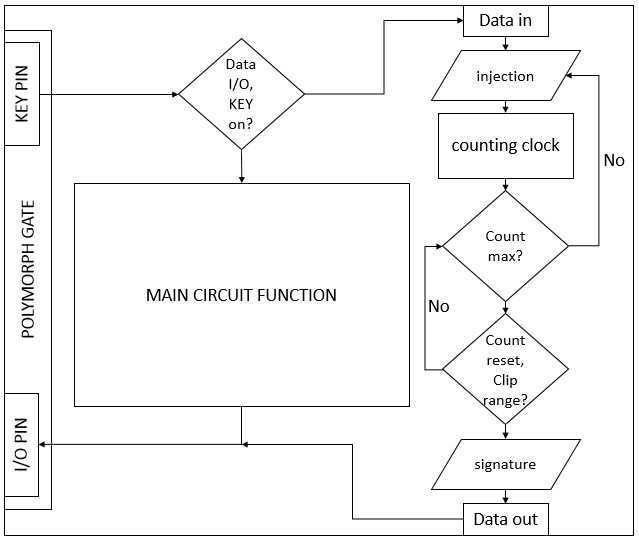 KEY PIN
POLYMORPH GATE
I/O PIN
Data
I/O,
KEY
on?
MAIN CIRCUIT FUNCTION
Data in
injection
counting clock
Count
max?
No
Count
reset,
Clip
range?
No
signature
Data out